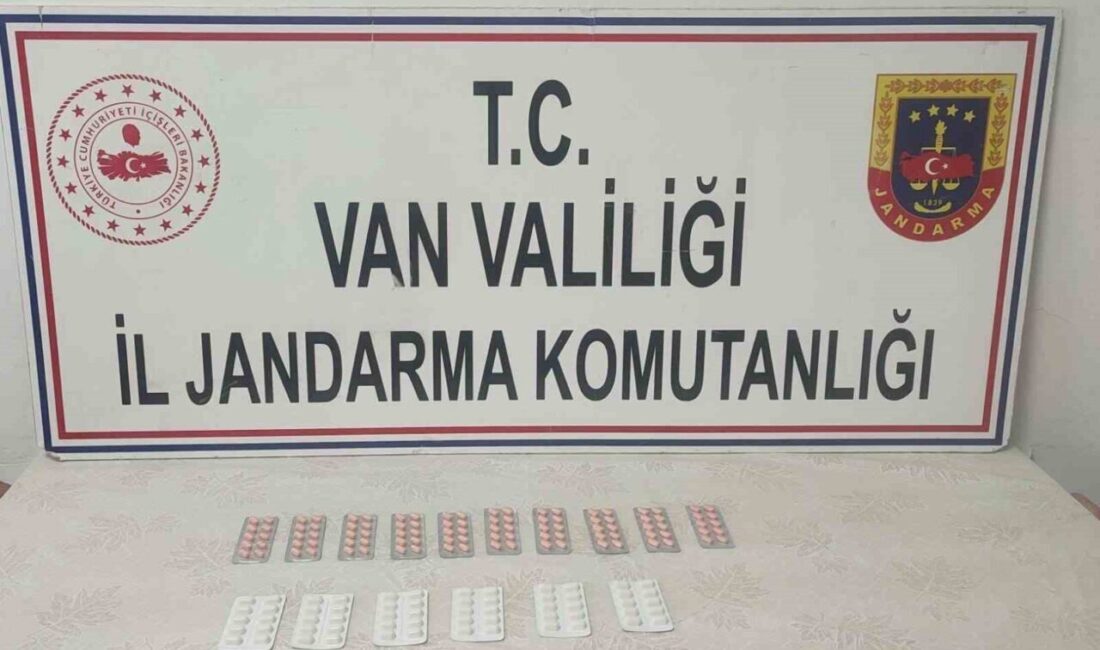 T.C.
VAN VALİLİĞİ
İL JANDARMA KOMUTANLIĞI
TÜRKİYE CUMHURİYETİ İÇİŞLERİ BAKANLIĞI
1839
JANDARMA